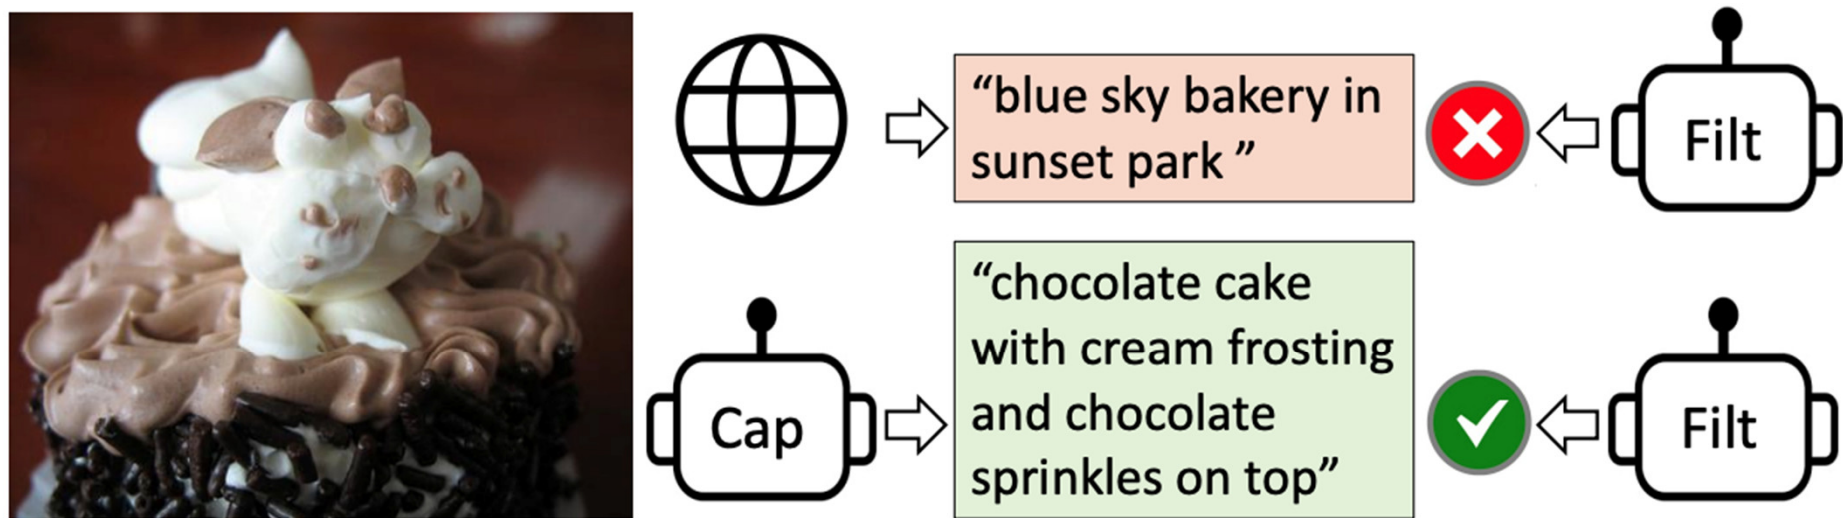 “blue sky bakery in
sunset park ”
Filt
“chocolate cake
with cream frosting
and chocolate
sprinkles on top”
Cap
Filt